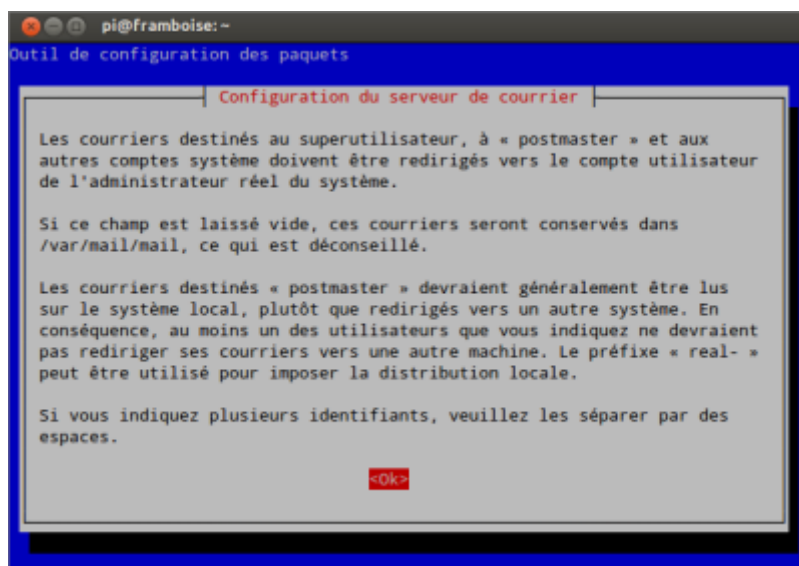 pi@framboise: ~
Outil de configuration des paquets
Configuration du serveur de courrier
Les courriers destinés au superutilisateur, à « postmaster » et aux
autres comptes système doivent être redirigés vers le compte utilisateur
de l'administrateur réel du système.
Si ce champ est laissé vide, ces courriers seront conservés dans
/var/mail/mail, ce qui est déconseillé.
Les courriers destinés « postmaster » devraient généralement être lus
sur le système local, plutôt que redirigés vers un autre système. En
conséquence, au moins un des utilisateurs que vous indiquez ne devraient
pas rediriger ses courriers vers une autre machine. Le préfixe « real- »
peut être utilisé pour imposer la distribution locale.
Si vous indiquez plusieurs identifiants, veuillez les séparer par des
espaces.
<Ok>